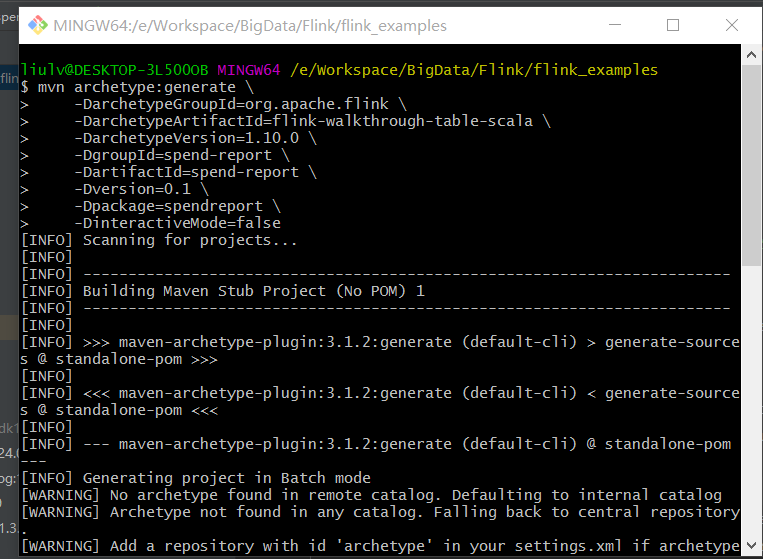 MINGW64:/e/Workspace/BigData/Flink/flink_examples
liulv@DESKTOP-3L5OOOB MINGW64 /e/Workspace/BigData/Flink/flink_examples
$ mvn archetype:generate \
>     -DarchetypeGroupId=org.apache.flink \
>     -DarchetypeArtifactId=flink-walkthrough-table-scala \
>     -DarchetypeVersion=1.10.0 \
>     -DgroupId=spend-report \
>     -DartifactId=spend-report \
>     -Dversion=0.1 \
>     -Dpackage=spendreport \
>     -DinteractiveMode=false
[INFO] Scanning for projects...
[INFO]
[INFO] ------------------------------------------------------------------------
[INFO] Building Maven Stub Project (No POM) 1
[INFO] ------------------------------------------------------------------------
[INFO]
[INFO] >>> maven-archetype-plugin:3.1.2:generate (default-cli) > generate-source
s @ standalone-pom >>>
[INFO]
[INFO] <<< maven-archetype-plugin:3.1.2:generate (default-cli) < generate-source
s @ standalone-pom <<<
[INFO]
[INFO] --- maven-archetype-plugin:3.1.2:generate (default-cli) @ standalone-pom
---
[INFO] Generating project in Batch mode
[WARNING] No archetype found in remote catalog. Defaulting to internal catalog
[WARNING] Archetype not found in any catalog. Falling back to central repository
.
[WARNING] Add a repository with id 'archetype' in your settings.xml if archetype